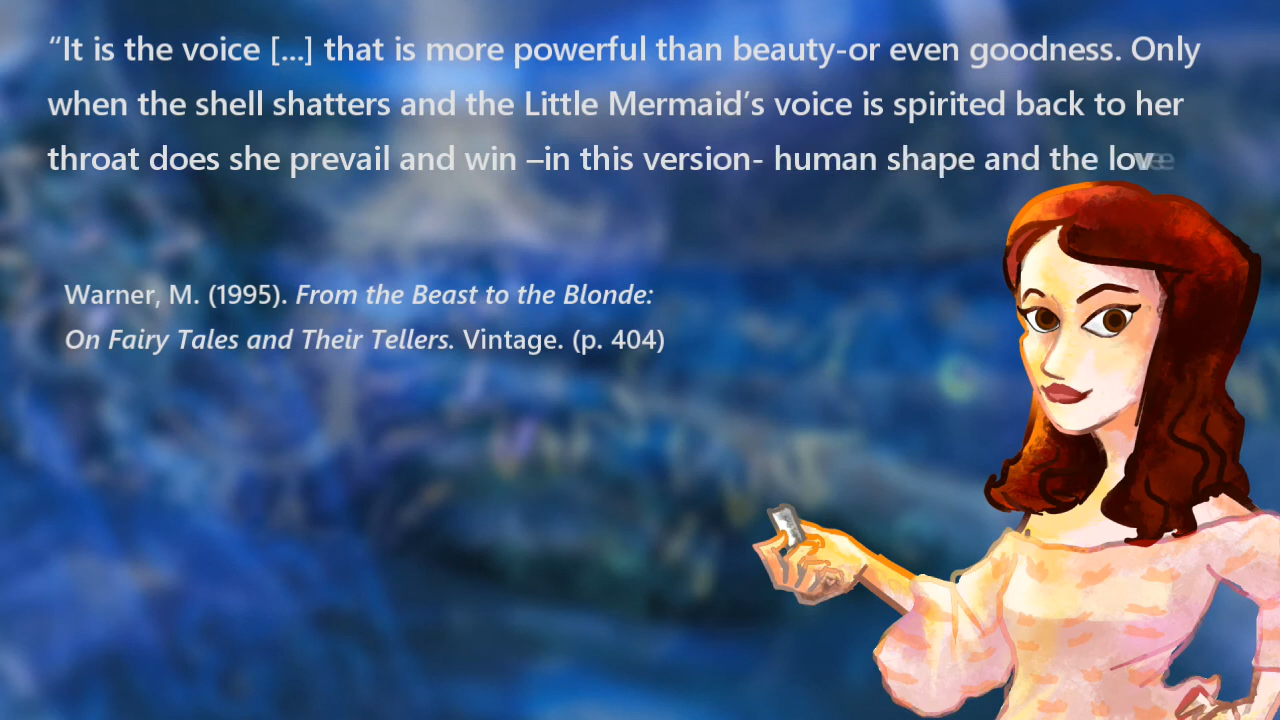 “It is the voice [...] that is more powerful than beauty-or even goodness. Only
when the shell shatters and the Little Mermaid’s voice is spirited back to her
throat does she prevail and win –in this version- human shape and the lov
Warner, M. (1995). From the Beast to the Blonde:
On Fairy Tales and Their Tellers. Vintage. (p. 404)